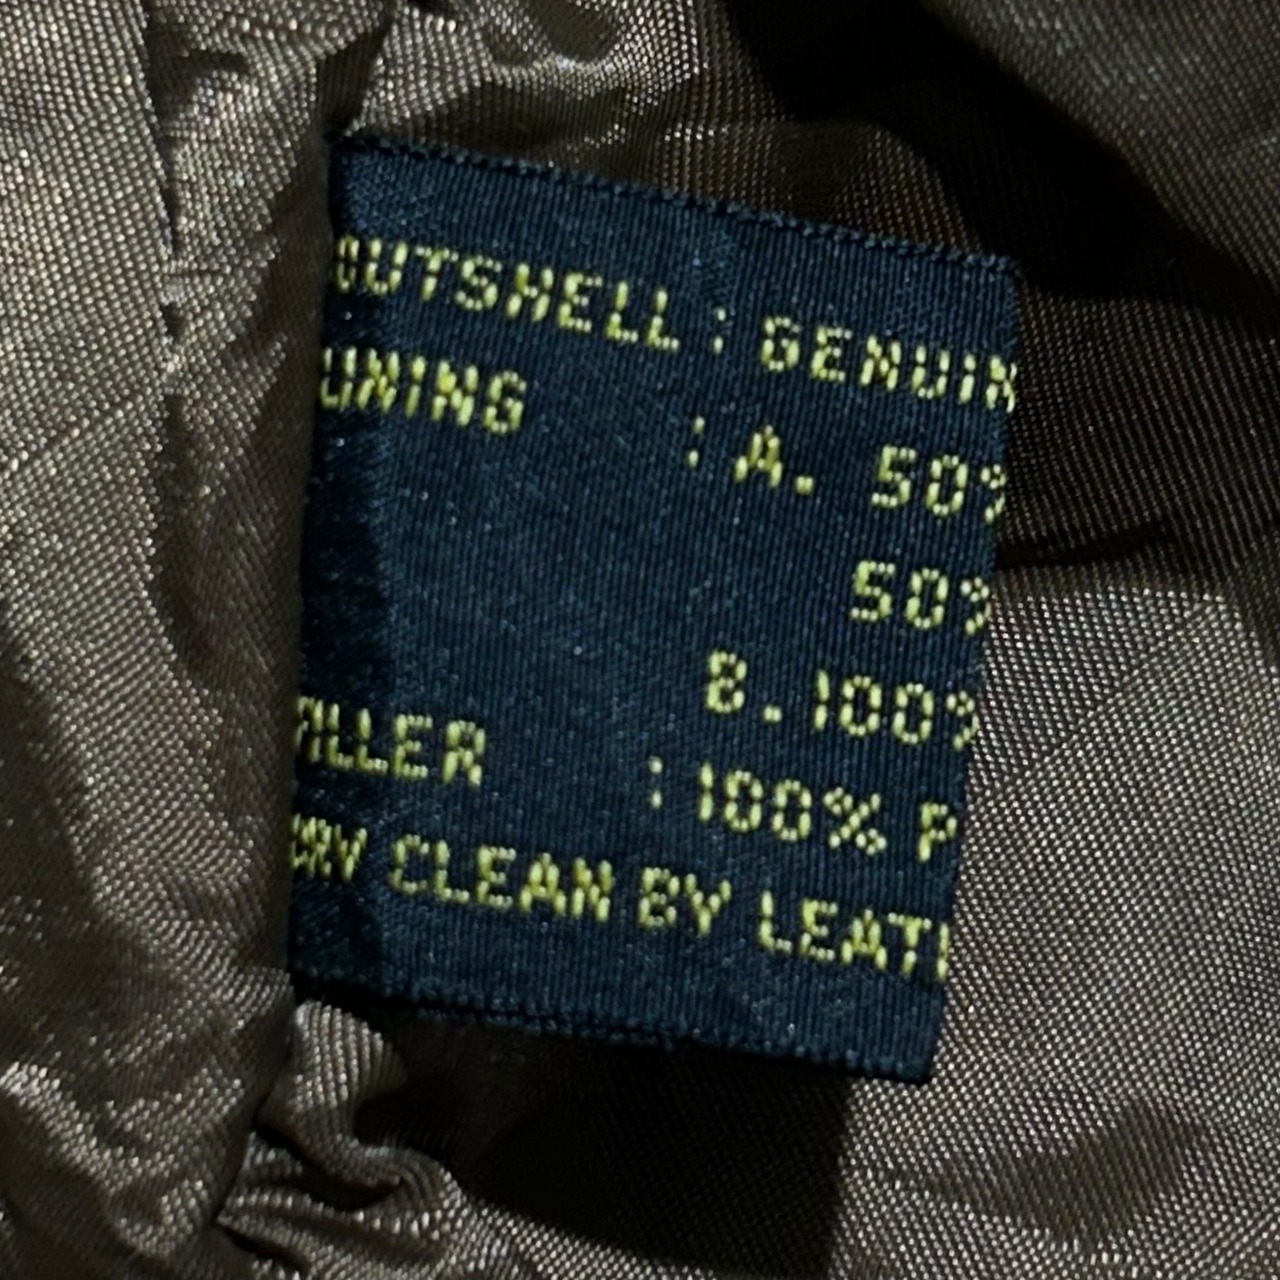 OUTSHELL : GENUIN
LINING : A. 50%
50%
B. 100%
FILLER : 100% P
DRY CLEAN BY LEATH